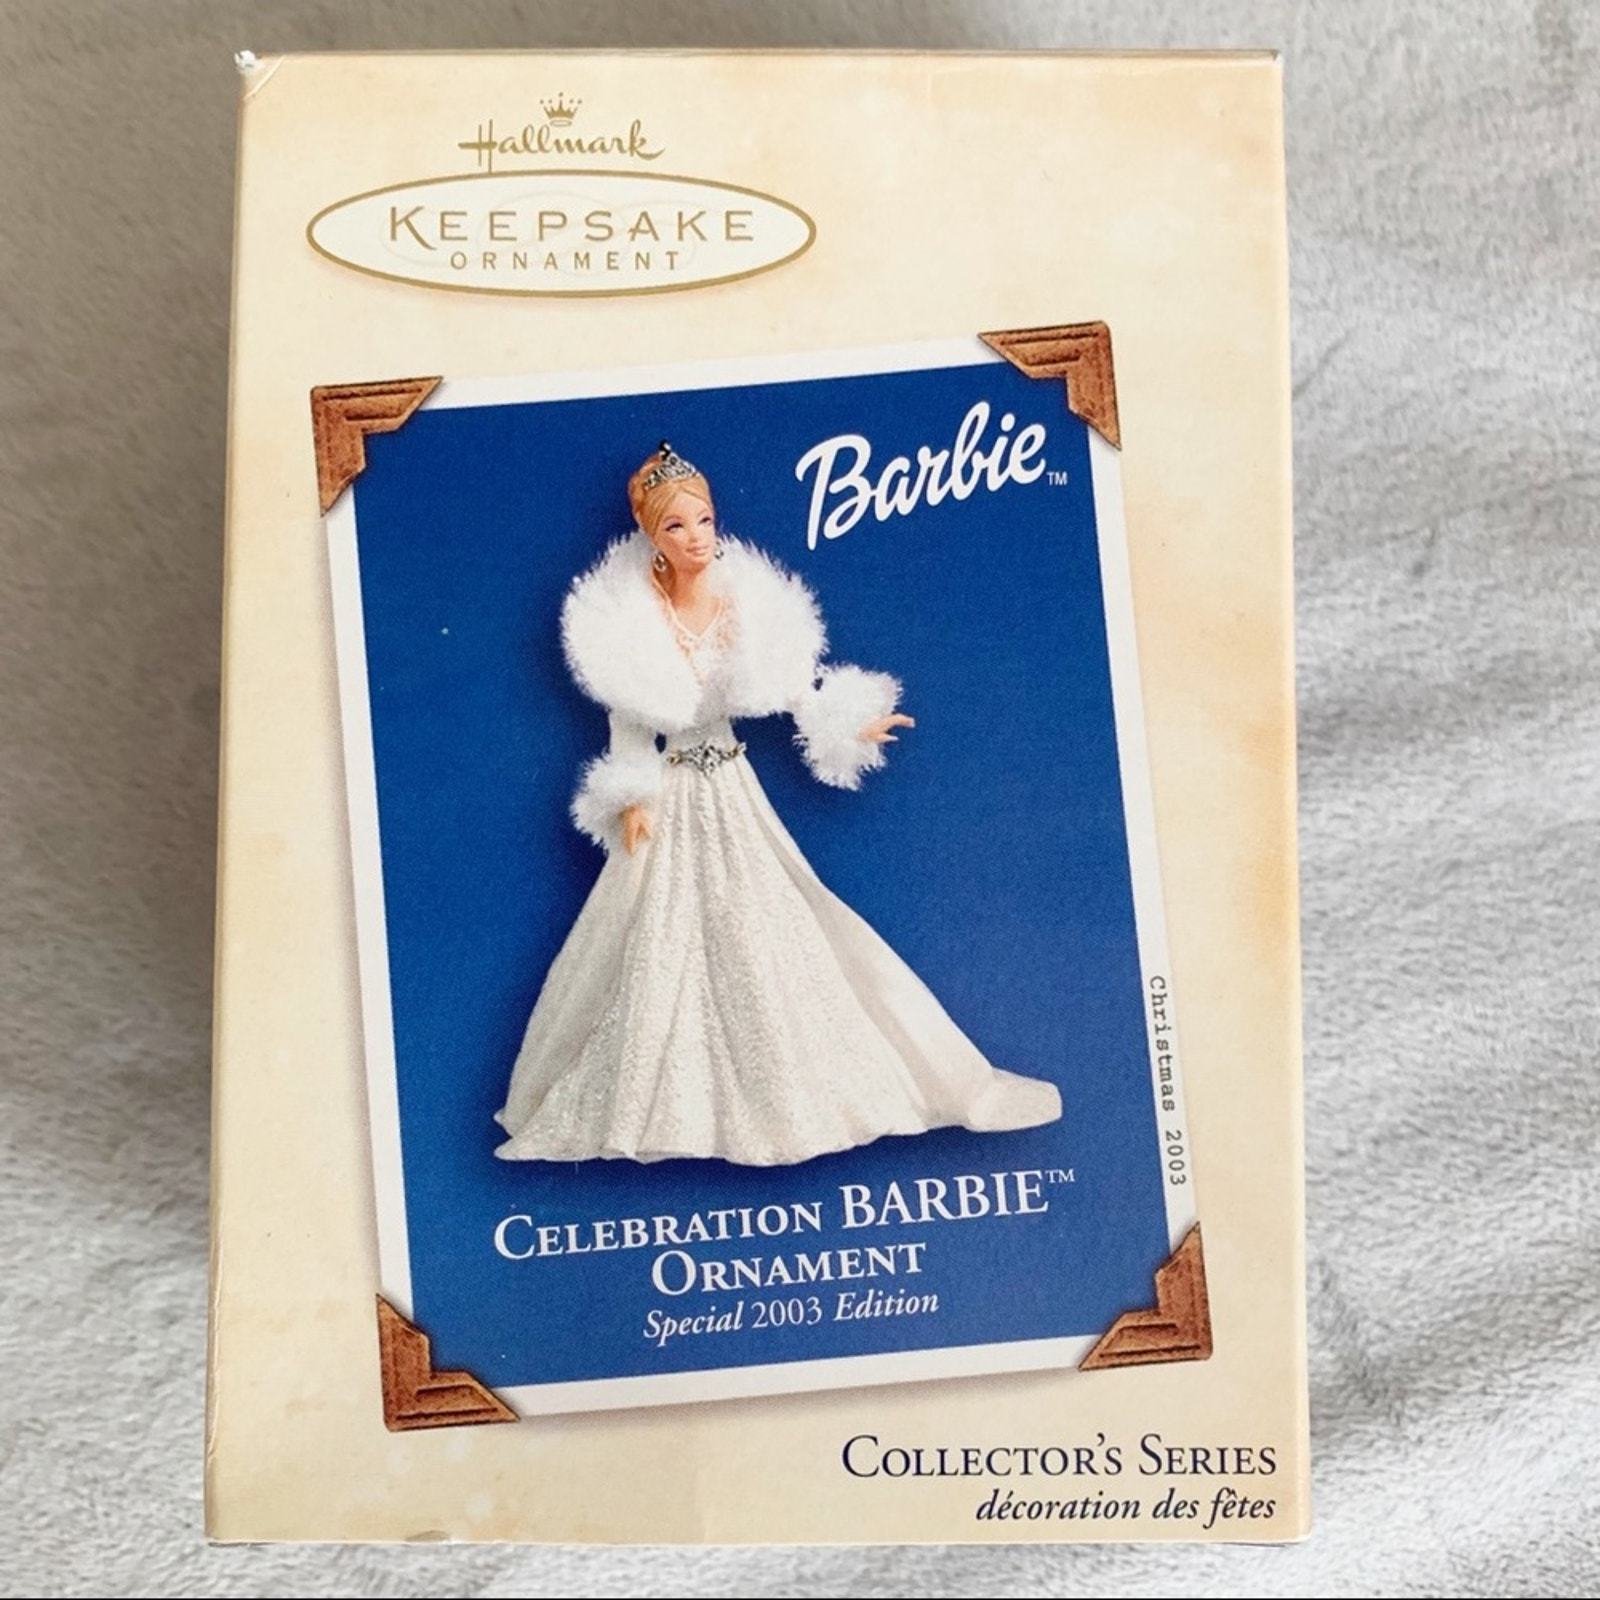 Hallmark
KEEPSAKE
ORNAMENT
Barbie™
Christmas 2003
CELEBRATION BARBIE™
ORNAMENT
Special 2003 Edition
COLLECTOR'S SERIES
décoration des fêtes